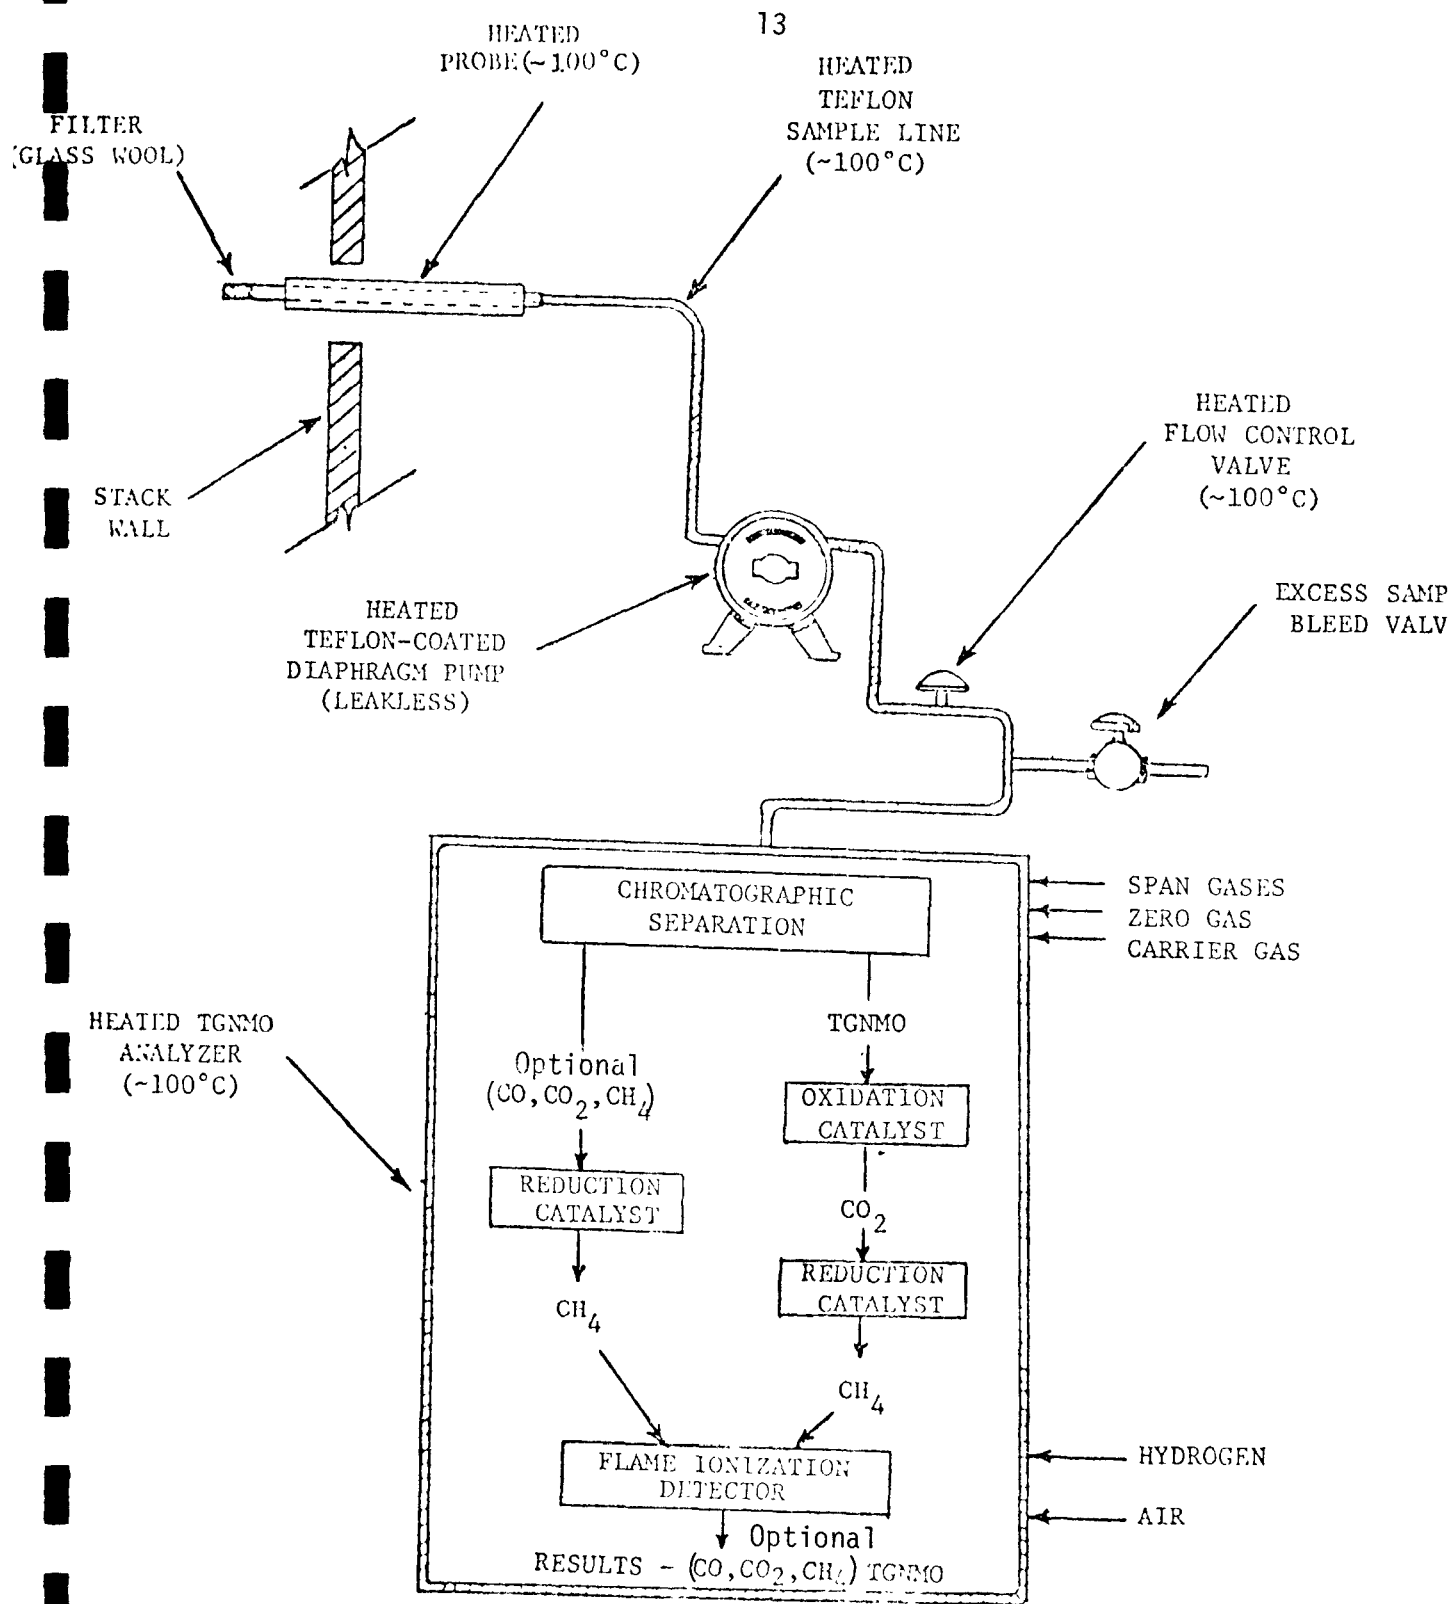 13
HEATED
PROBE(~100°C)
HEATED
TEFLON
SAMPLE LINE
(~100°C)
FILTER
(GLASS WOOL)
STACK
WALL
HEATED
FLOW CONTROL
VALVE
(~100°C)
HEATED
TEFLON-COATED
DIAPHRAGM PUMP
(LEAKLESS)
EXCESS SAMP
BLEED VALV
CHROMATOGRAPHIC
SEPARATION
SPAN GASES
ZERO GAS
CARRIER GAS
HEATED TGNMO
ANALYZER
(~100°C)
TGNMO
Optional
(CO,CO2,CH4)
OXIDATION
CATALYST
REDUCTION
CATALYST
CO2
REDUCTION
CATALYST
CH4
CH4
FLAME IONIZATION
DETECTOR
HYDROGEN
AIR
Optional
RESULTS - (CO,CO2,CH4) TGNMO